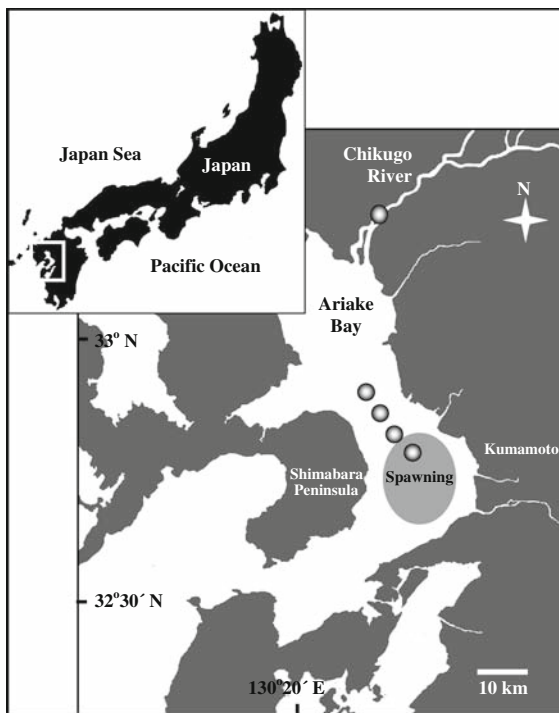 Japan Sea
Japan
Pacific Ocean
Chikugo
River
N
Ariake
Bay
33° N
Kumamoto
Shimabara
Peninsula
Spawning
32°30´ N
130°20´ E
10 km